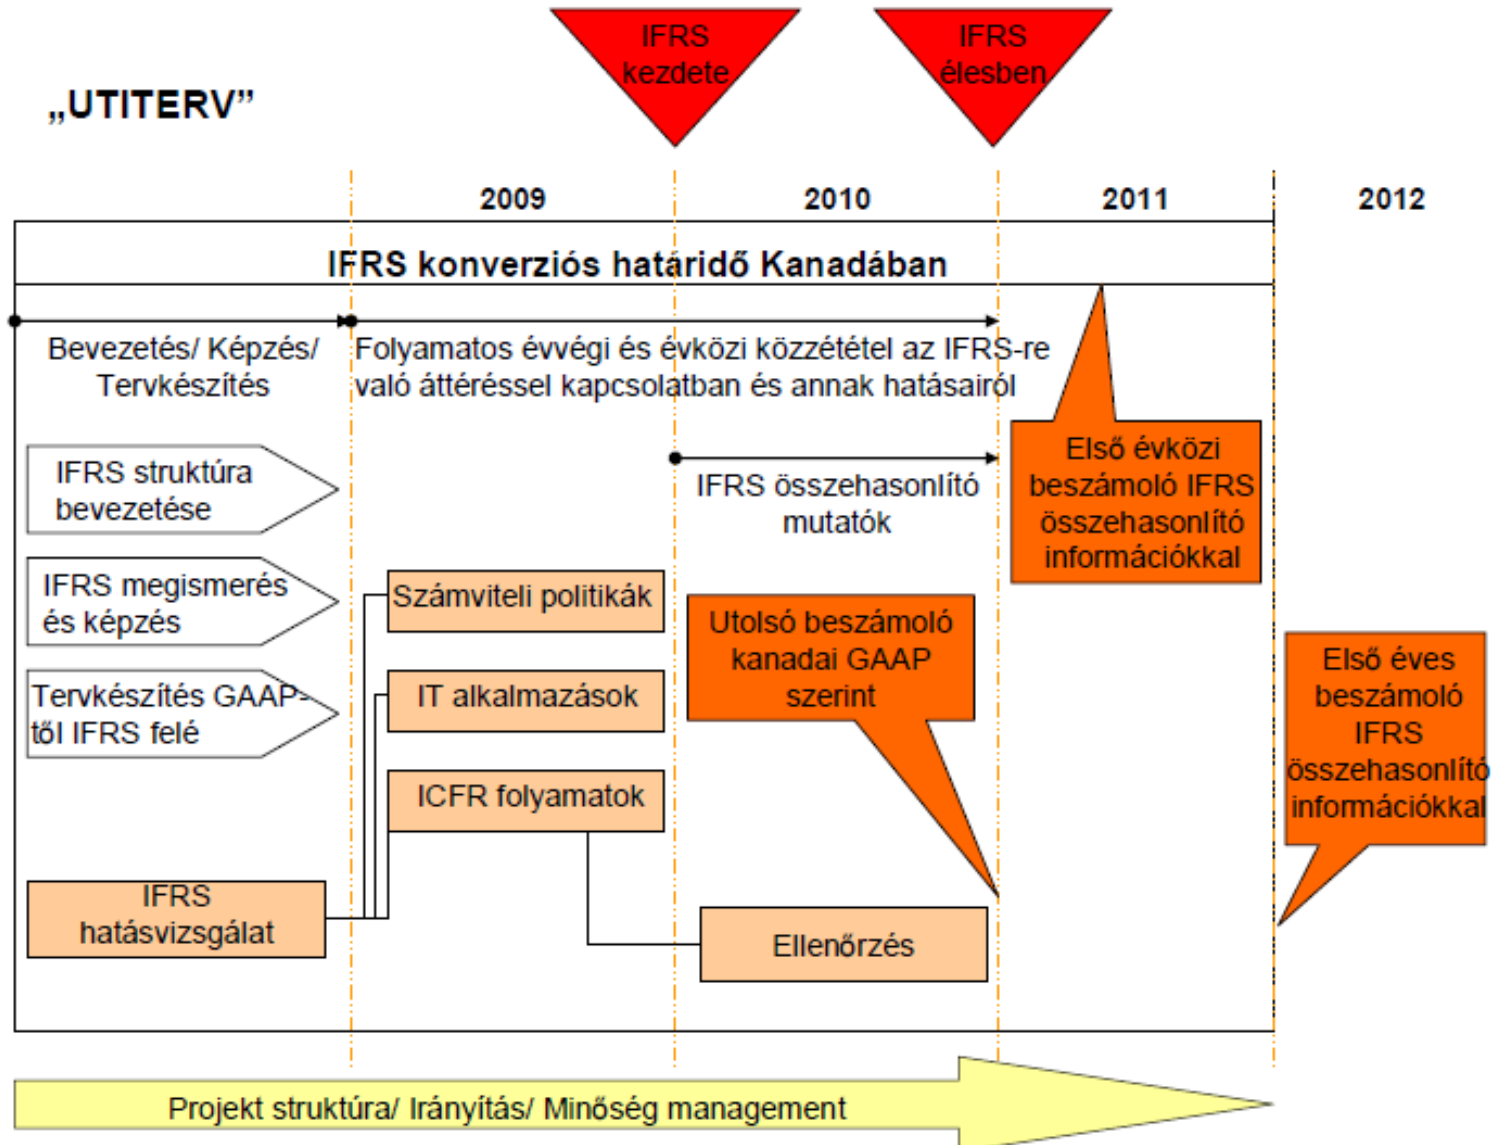 IFRS
kezdete
IFRS
élesben
„UTITERV”
2009
2010
2011
2012
IFRS konverziós határidő Kanadában
Bevezetés/ Képzés/
Tervkészítés
Folyamatos évvégi és évközi közzététel az IFRS-re
való áttéréssel kapcsolatban és annak hatásairól
IFRS struktúra
bevezetése
IFRS megismerés
és képzés
Tervkészítés GAAP-
től IFRS felé
IFRS
hatásvizsgálat
Számviteli politikák
IT alkalmazások
ICFR folyamatok
IFRS összehasonlító
mutatók
Utolsó beszámoló
kanadai GAAP
szerint
Ellenőrzés
Első évközi
beszámoló IFRS
összehasonlító
információkkal
Első éves
beszámoló
IFRS
összehasonlító
információkkal
Projekt struktúra/ Irányítás/ Minőség management